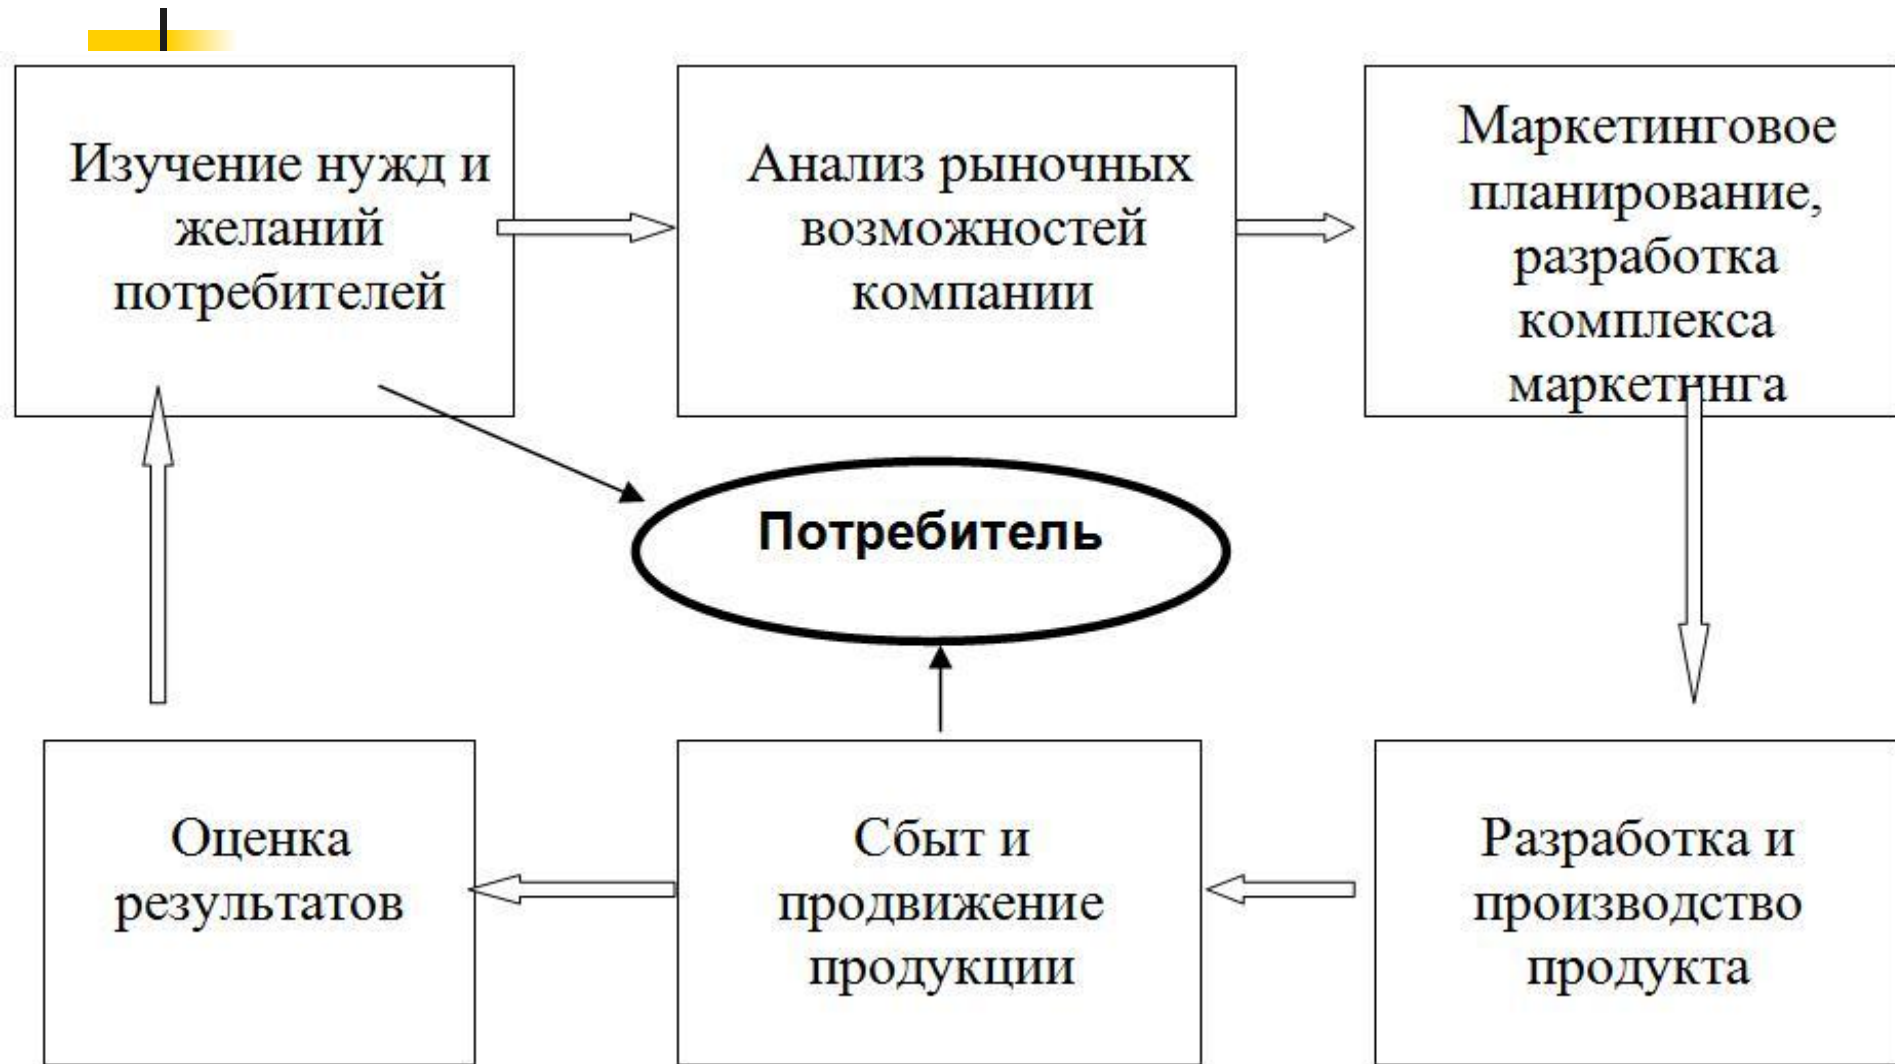 Изучение нужд и
желаний
потребителей
Анализ рыночных
возможностей
компании
Маркетинговое
планирование,
разработка
комплекса
маркетинга
Потребитель
Оценка
результатов
Сбыт и
продвижение
продукции
Разработка и
производство
продукта